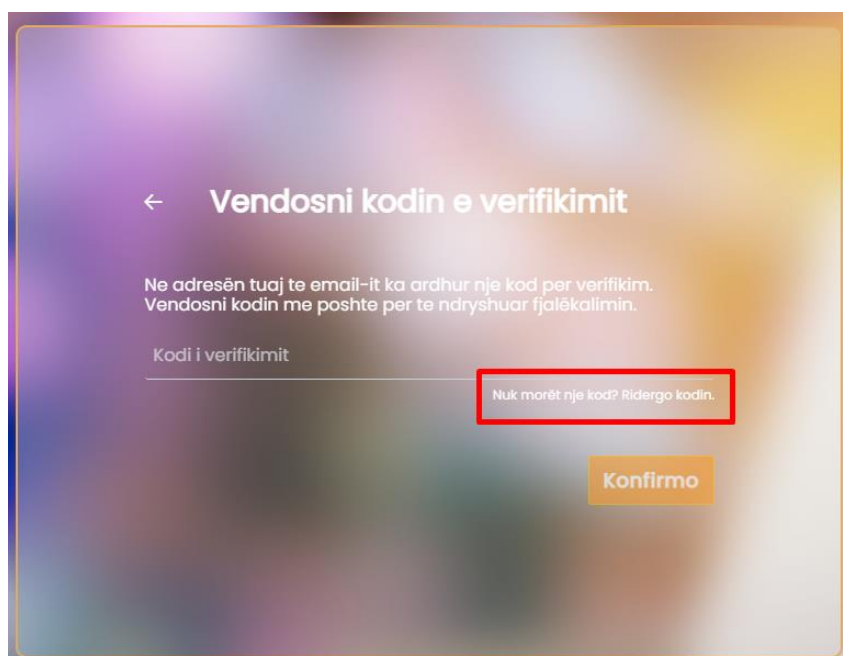 Vendosni kodin e verifikimit
Ne adresën tuaj te email-it ka ardhur nje kod per verifikim.
Vendosni kodin me poshte per te ndryshuar fjalëkalimin.
Kodi i verifikimit
Nuk morët nje kod? Ridergo kodin.
Konfirmo